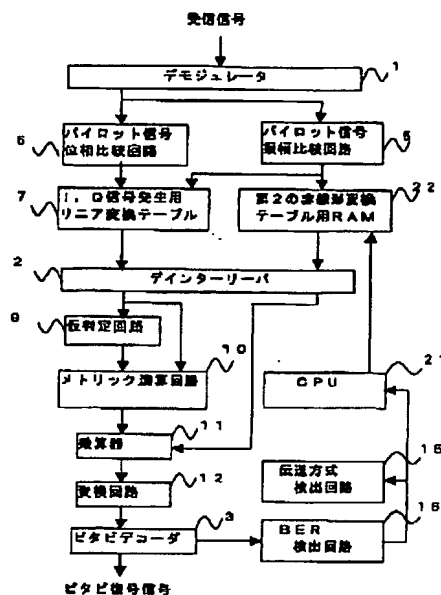 受信信号
デモジュレータ
1
パイロット信号
位相比較回路
6
パイロット信号
振幅比較回路
5
I,Q信号発生用
リニア変換テーブル
7
第2の非線形変換
テーブル用RAM
22
デインターリーバ
2
仮判定回路
9
メトリック演算回路
10
CPU
21
乗算器
11
伝送方式
検出回路
15
変換回路
12
ビタビデコーダ
3
BER
検出回路
16
ビタビ復号信号